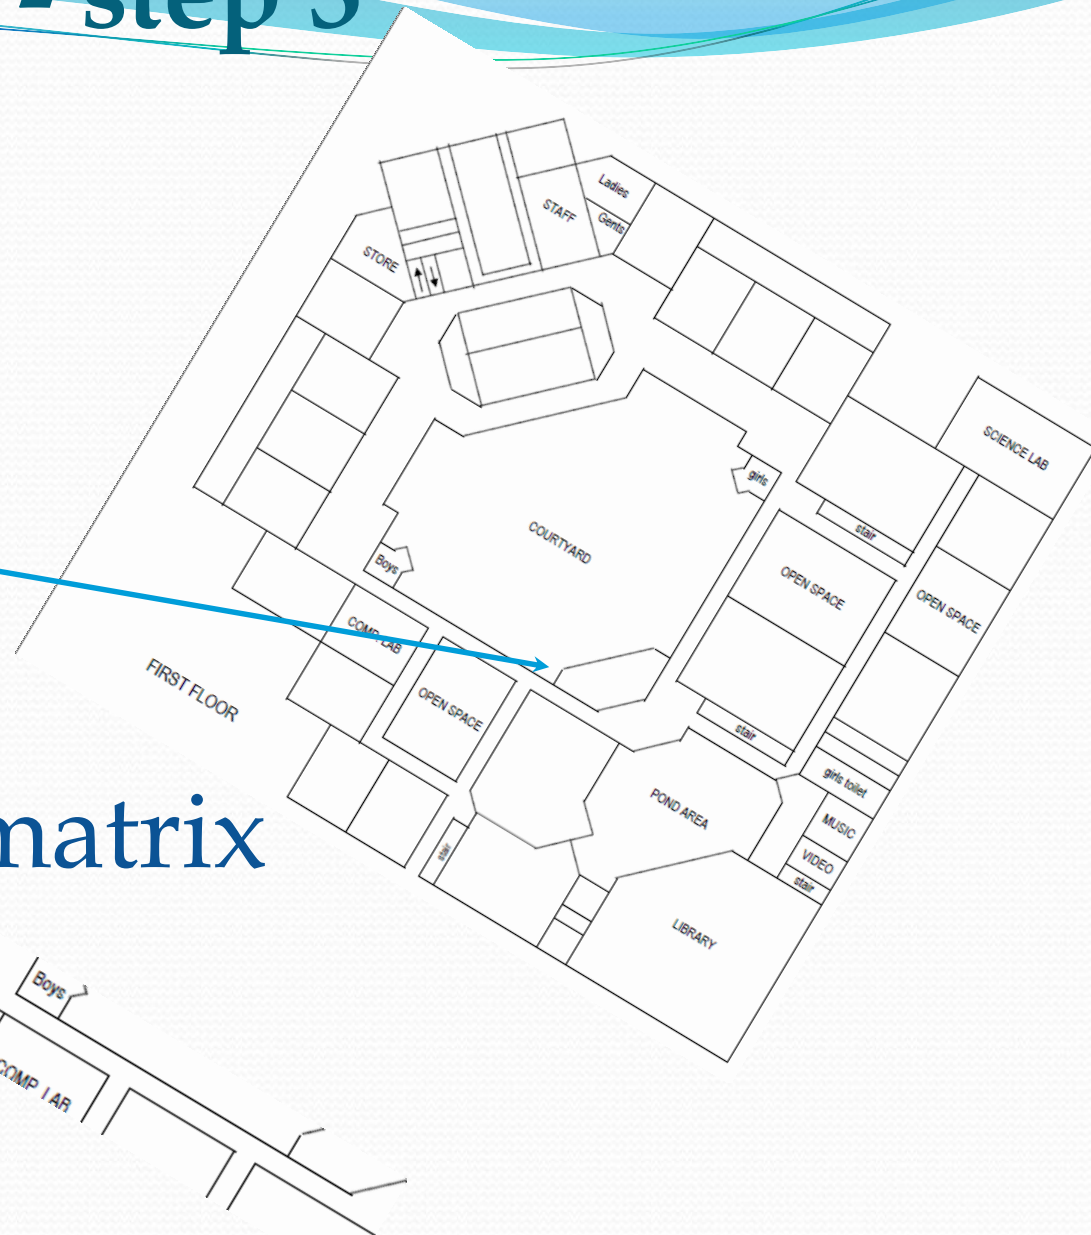 - step 3
Ladies
STAFF
Gents
STORE
SCIENCE LAB
girls
stair
COURTYARD
Boys
OPEN SPACE
OPEN SPACE
COMP LAB
FIRST FLOOR
OPEN SPACE
stair
girls toilet
POND AREA
MUSIC
matrix
stair
VIDEO
stair
LIBRARY
Boys
COMP LAB